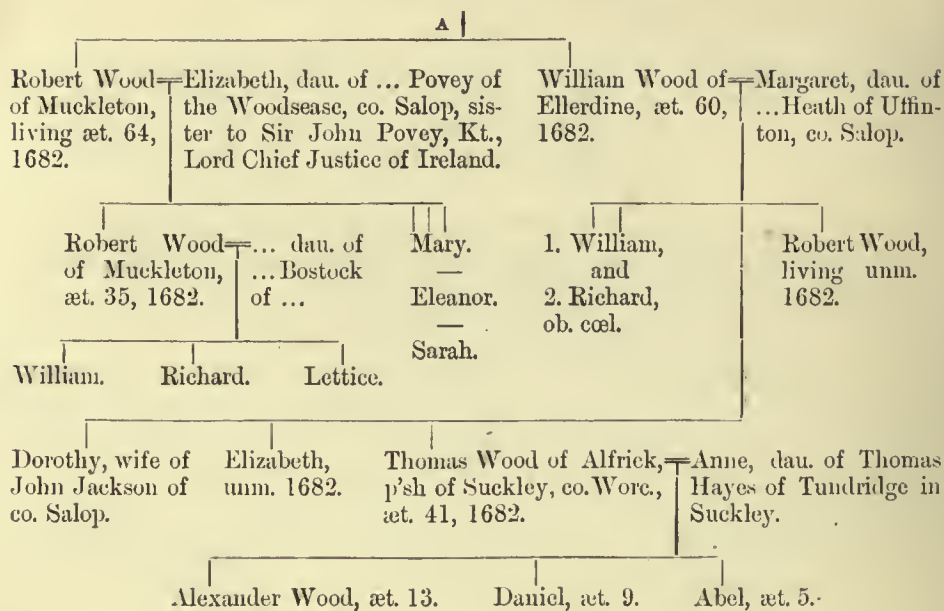 A
Robert Wood
of Muckleton,
living æt. 64,
1682.
Elizabeth, dau. of ... Povey of
the Woodsease, co. Salop, sis-
ter to Sir John Povey, Kt.,
Lord Chief Justice of Ireland.
William Wood of
Ellerdine, æt. 60,
1682.
Margaret, dau. of
...Heath of Uffin-
ton, co. Salop.
Robert Wood
of Muckleton,
æt. 35, 1682.
... dau. of
...Bostock
of ...
Mary.
—
Eleanor.
—
Sarah.
1. William,
and
2. Richard,
ob. cœl.
Robert Wood,
living unm.
1682.
William.
Richard.
Lettice.
Dorothy, wife of
John Jackson of
co. Salop.
Elizabeth,
unm. 1682.
Thomas Wood of Alfrick,
p'sh of Suckley, co. Worc.,
æt. 41, 1682.
Anne, dau. of Thomas
Hayes of Tundridge in
Suckley.
Alexander Wood, æt. 13.
Daniel, æt. 9.
Abel, æt. 5.